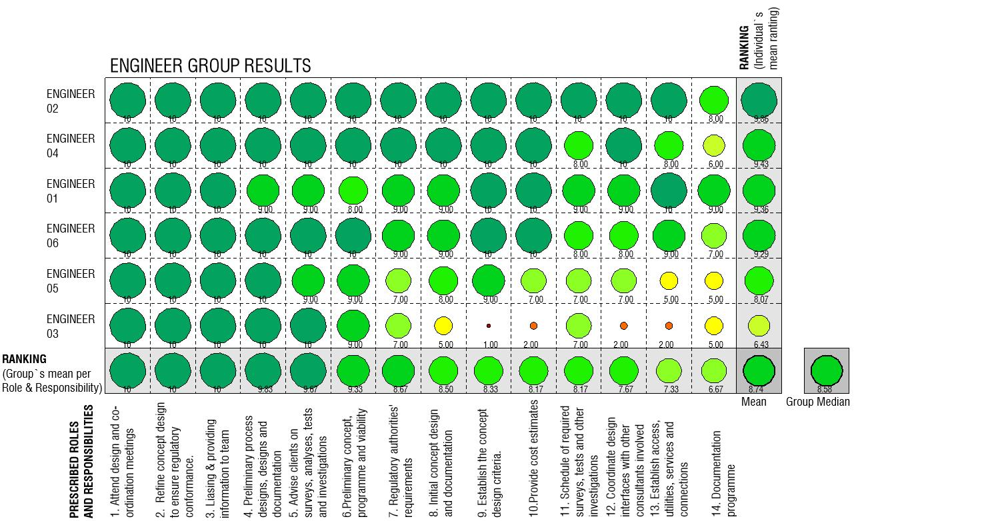 RANKING
(Individual`s
mean ranting)
ENGINEER GROUP RESULTS
ENGINEER
02
10 10 10 10 10 10 10 10 10 10 10 10 10 8.00 9.86
ENGINEER
04
10 10 10 10 10 10 10 10 10 10 8.00 10 8.00 6.00 9.43
ENGINEER
01
10 10 10 9.00 9.00 8.00 9.00 9.00 10 10 9.00 9.00 10 9.00 9.36
ENGINEER
06
10 10 10 10 10 10 9.00 9.00 10 10 8.00 8.00 9.00 7.00 9.29
ENGINEER
05
10 10 10 10 9.00 9.00 7.00 8.00 9.00 7.00 7.00 7.00 5.00 5.00 8.07
ENGINEER
03
10 10 10 10 10 9.00 7.00 5.00 1.00 2.00 7.00 2.00 2.00 5.00 6.43
RANKING
(Group`s mean per
Role & Responsibility)
10 10 10 9.83 9.67 9.33 8.67 8.50 8.33 8.17 8.17 7.67 7.33 6.67 8.74 8.58
Mean
Group Median
PRESCRIBED ROLES
AND RESPONSIBILITIES
1. Attend design and co-
ordination meetings
2. Refine concept design
to ensure regulatory
conformance.
3. Liasing & providing
information to team
4. Preliminary process
designs, designs and
documentation
5. Advise clients on
surveys, analyses, tests
and investigations
6.Preliminary concept,
programme and viability
7. Regulatory authorities'
requirements
8. Initial concept design
and documentation
9. Establish the concept
design criteria.
10.Provide cost estimates
11. Schedule of required
surveys, tests and other
investigations
12. Coordinate design
interfaces with other
consultants involved
13. Establish access,
utilities, services and
connections
14. Documentation
programme